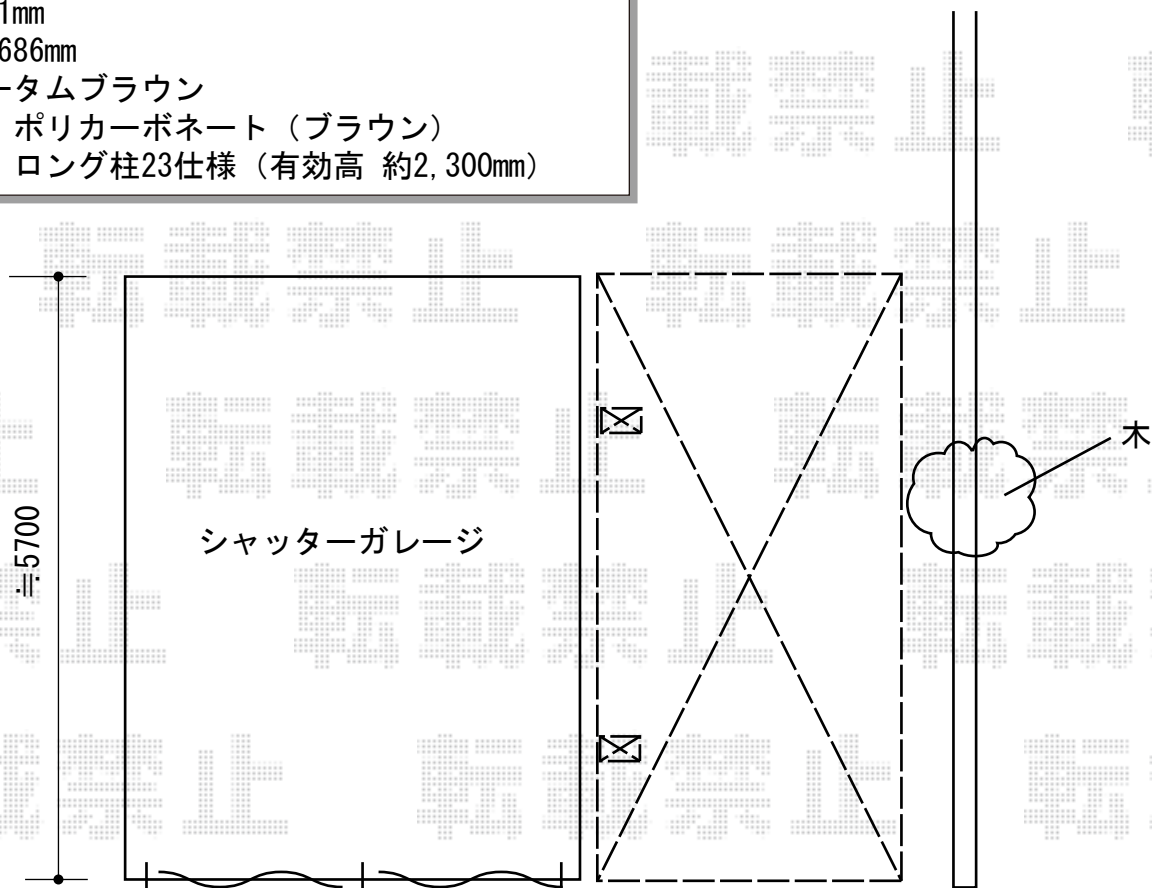 1mm
686mm
ータムブラウン
ポリカーボネート（ブラウン）
ロング柱23仕様（有効高 約2,300mm）
転載禁止
木
シャッターガレージ
≒5700